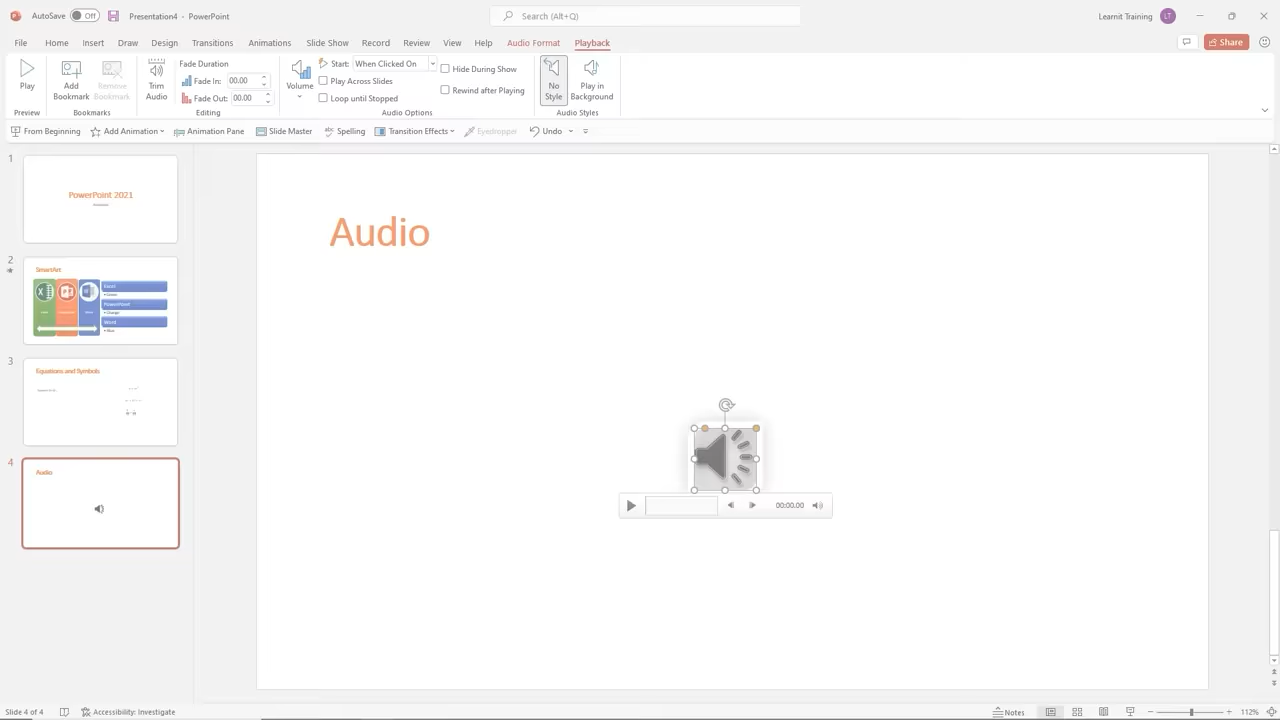 AutoSave Off Presentation4 - PowerPoint Search (Alt+Q) Learnit Training LT
File Home Insert Draw Design Transitions Animations Slide Show Record Review View Help Audio Format Playback Share
Play
Preview
Add Bookmark
Remove Bookmark
Bookmarks
Trim Audio
Fade Duration
Fade In: 00.00
Fade Out: 00.00
Editing
Volume
Start: When Clicked On
Play Across Slides
Loop until Stopped
Hide During Show
Rewind after Playing
Audio Options
No Style
Play in Background
Audio Styles
From Beginning Add Animation Animation Pane Slide Master Spelling Transition Effects Eyedropper Undo
1
PowerPoint 2021
2
SmartArt
Excel
PowerPoint
Word
3
Equations and Symbols
4
Audio
Audio
00:00.00
Slide 4 of 4 Accessibility: Investigate Notes 112%